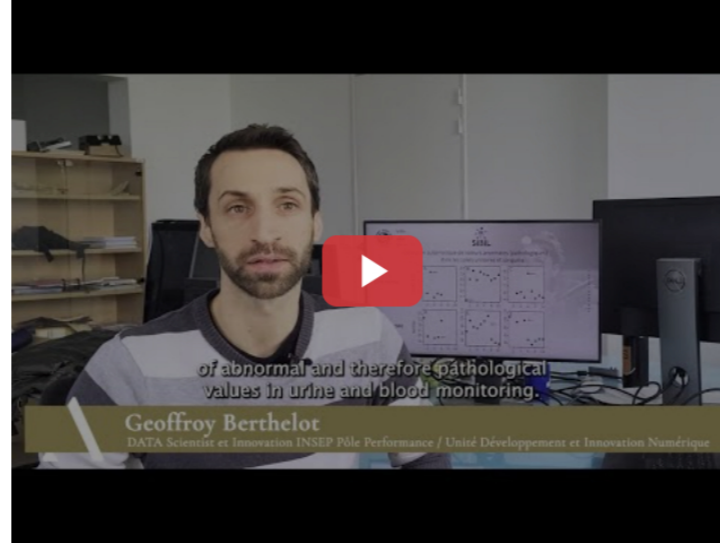 of abnormal and therefore pathological
values in urine and blood monitoring.
Geoffroy Berthelot
DATA Scientist et Innovation INSEP Pôle Performance / Unité Développement et Innovation Numérique